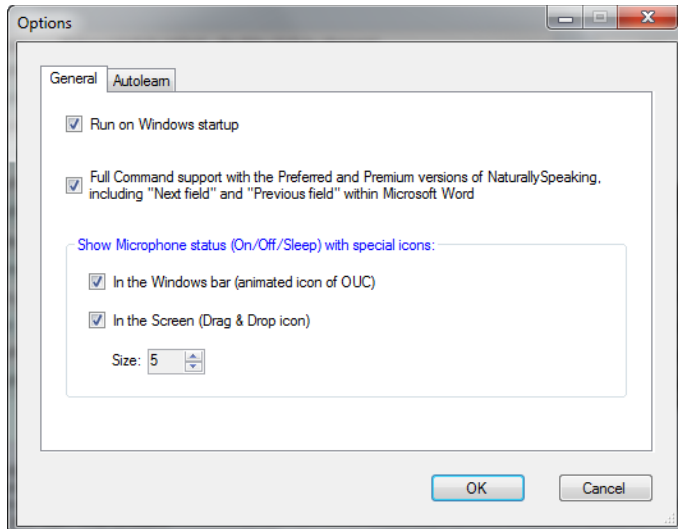 Options
General Autolearn
Run on Windows startup
Full Command support with the Preferred and Premium versions of NaturallySpeaking,
including "Next field" and "Previous field" within Microsoft Word
Show Microphone status (On/Off/Sleep) with special icons:
In the Windows bar (animated icon of OUC)
In the Screen (Drag & Drop icon)
Size: 5
OK Cancel